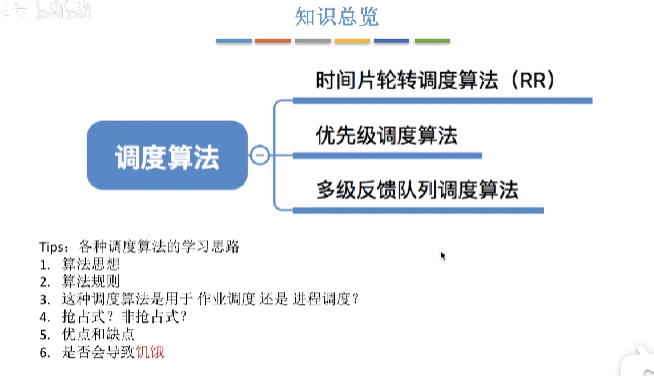 知识总览
时间片轮转调度算法（RR）
调度算法
优先级调度算法
多级反馈队列调度算法
Tips：各种调度算法的学习思路
1. 算法思想
2. 算法规则
3. 这种调度算法是用于 作业调度 还是 进程调度？
4. 抢占式？非抢占式？
5. 优点和缺点
6. 是否会导致饥饿